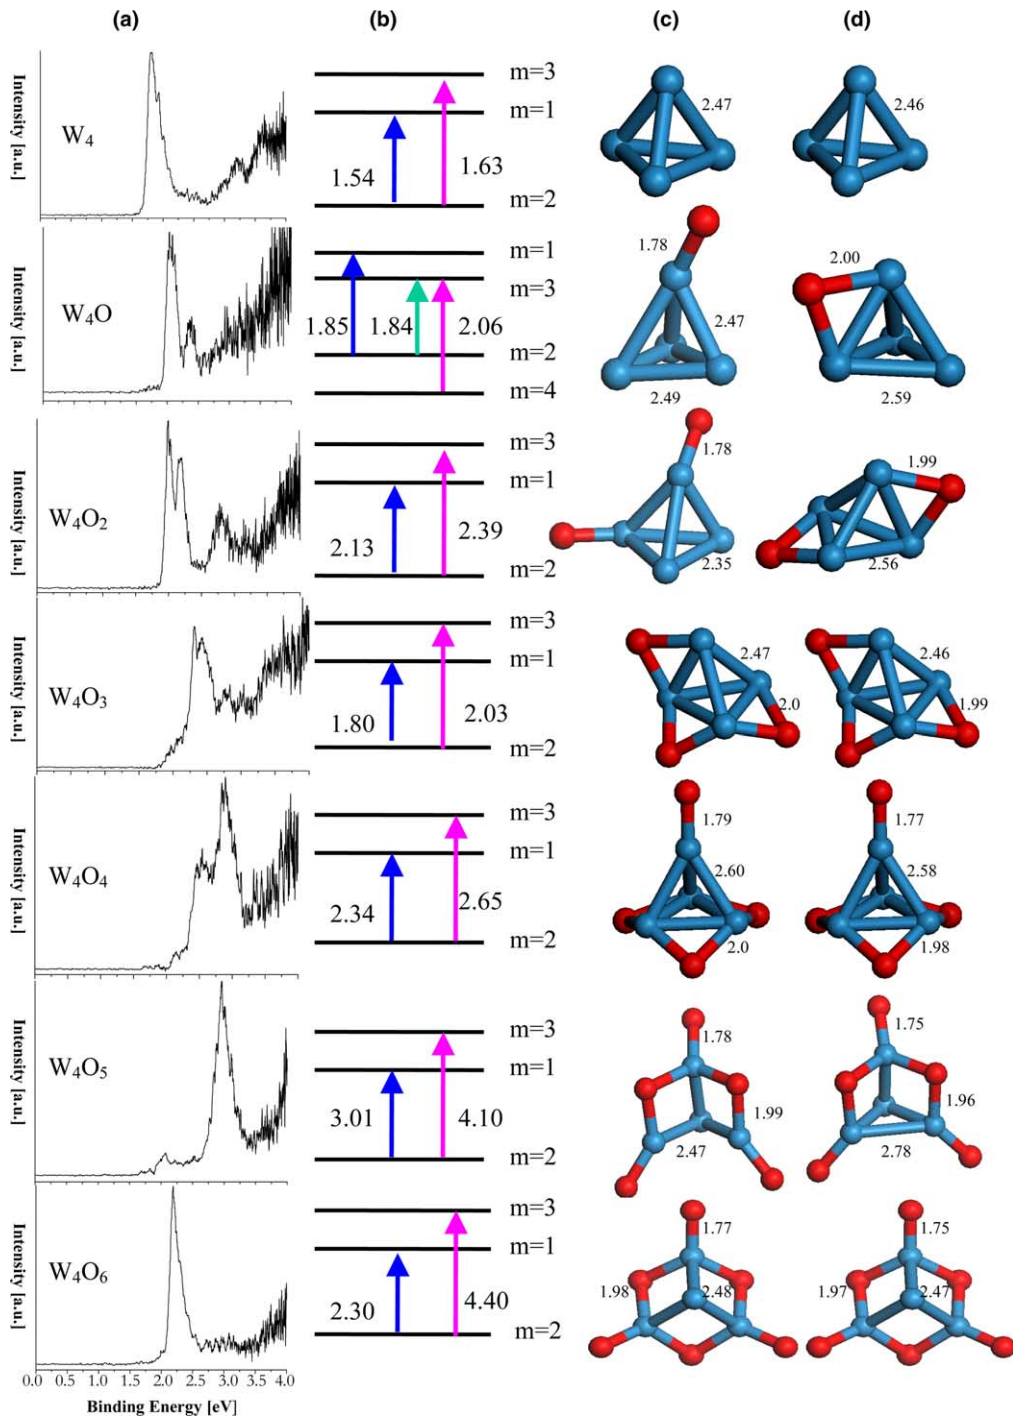 (a) (b) (c) (d)
Intensity [a.u.]
W4
m=3
m=1
1.54
1.63
m=2
2.47
2.46
Intensity [a.u.]
W4O
m=1
m=3
1.85
1.84
2.06
m=2
m=4
1.78
2.47
2.49
2.00
2.59
Intensity [a.u.]
W4O2
m=3
m=1
2.13
2.39
m=2
1.78
2.35
1.99
2.56
Intensity [a.u.]
W4O3
m=3
m=1
1.80
2.03
m=2
2.47
2.0
2.46
1.99
Intensity [a.u.]
W4O4
m=3
m=1
2.34
2.65
m=2
1.79
2.60
2.0
1.77
2.58
1.98
Intensity [a.u.]
W4O5
m=3
m=1
3.01
4.10
m=2
1.78
1.99
2.47
1.75
1.96
2.78
Intensity [a.u.]
W4O6
m=3
m=1
2.30
4.40
m=2
1.77
1.98
2.48
1.75
1.97
2.47
0.0 0.5 1.0 1.5 2.0 2.5 3.0 3.5 4.0
Binding Energy [eV]